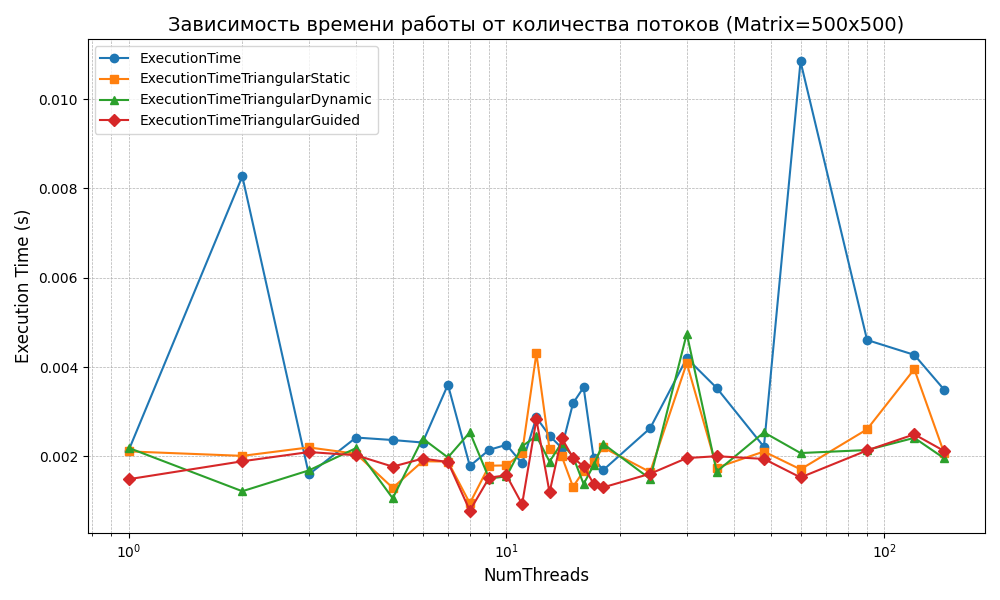 Зависимость времени работы от количества потоков (Matrix=500x500)
ExecutionTime
ExecutionTimeTriangularStatic
ExecutionTimeTriangularDynamic
ExecutionTimeTriangularGuided
Execution Time (s)
0.010
0.008
0.006
0.004
0.002
10⁰
10¹
10²
NumThreads